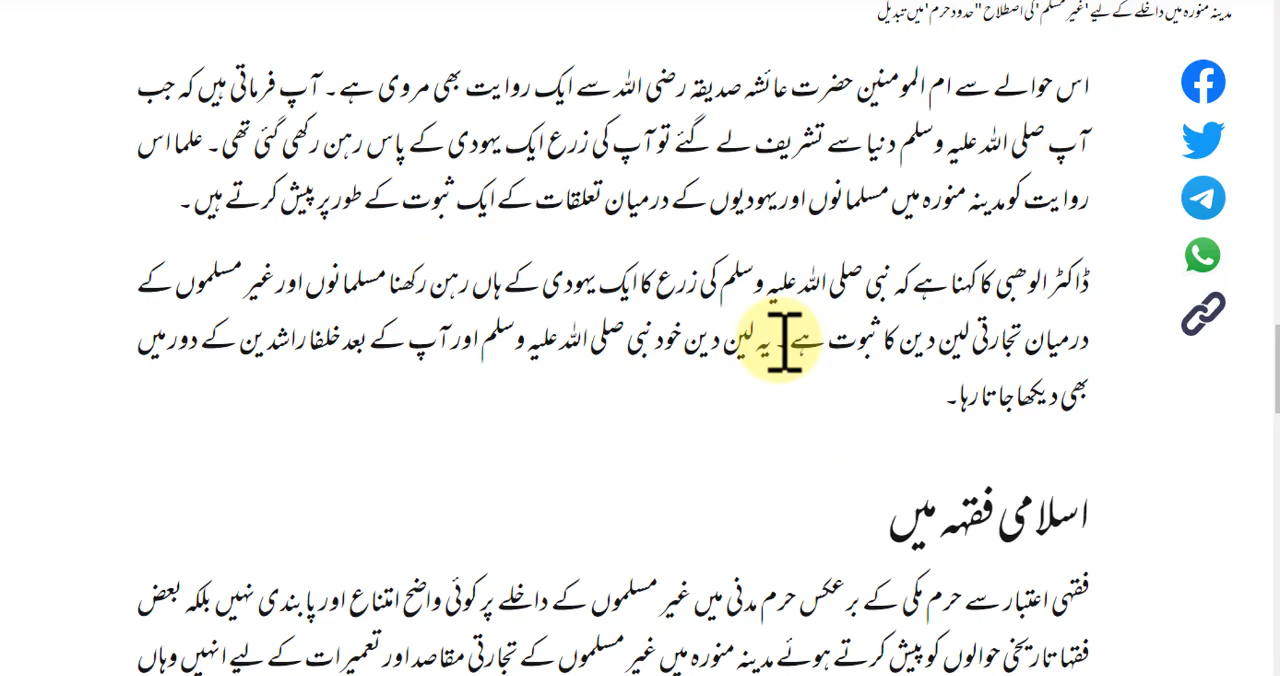 مدینہ منورہ میں داخلے کے لیے 'غیر مسلم' کی اصطلاح "حدود حرم' میں تبدیل
اس حوالے سے ام المومنین حضرت عائشہ صدیقہ رضی اللہ سے ایک روایت بھی مروی ہے۔ آپ فرماتی ہیں کہ جب
آپ صلی اللہ علیہ وسلم دنیا سے تشریف لے گئے تو آپ کی زرع ایک یہودی کے پاس رہن رکھی گئی تھی۔ علما اس
روایت کو مدینہ منورہ میں مسلمانوں اور یہودیوں کے درمیان تعلقات کے ایک ثبوت کے طور پر پیش کرتے ہیں۔
ڈاکٹر الوھبی کا کہنا ہے کہ نبی صلی اللہ علیہ وسلم کی زرع کا ایک یہودی کے ہاں رہن رکھنا مسلمانوں اور غیر مسلموں کے
درمیان تجارتی لین دین کا ثبوت ہے۔ یہ لین دین خود نبی صلی اللہ علیہ وسلم اور آپ کے بعد خلفا راشدین کے دور میں
بھی دیکھا جاتا رہا۔
اسلامی فقہہ میں
فقہی اعتبار سے حرم مکی کے برعکس حرم مدنی میں غیر مسلموں کے داخلے پر کوئی واضح امتناع اور پابندی نہیں بلکہ بعض
فقہا تاریخی حوالوں کو پیش کرتے ہوئے مدینہ منورہ میں غیر مسلموں کے تجارتی مقاصد اور تعمیرات کے لیے انہیں وہاں